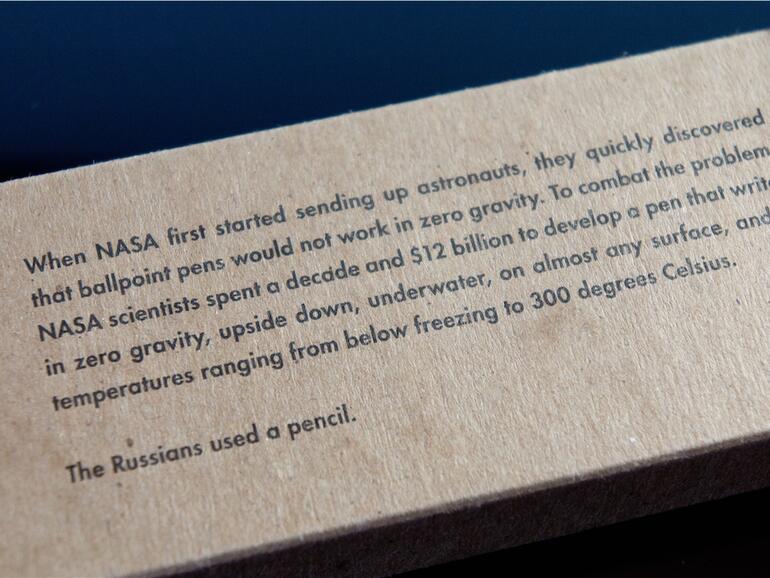 When NASA first started sending up astronauts, they quickly discovered
that ballpoint pens would not work in zero gravity. To combat the problem
NASA scientists spent a decade and $12 billion to develop a pen that write
in zero gravity, upside down, underwater, on almost any surface, and
temperatures ranging from below freezing to 300 degrees Celsius.
The Russians used a pencil.